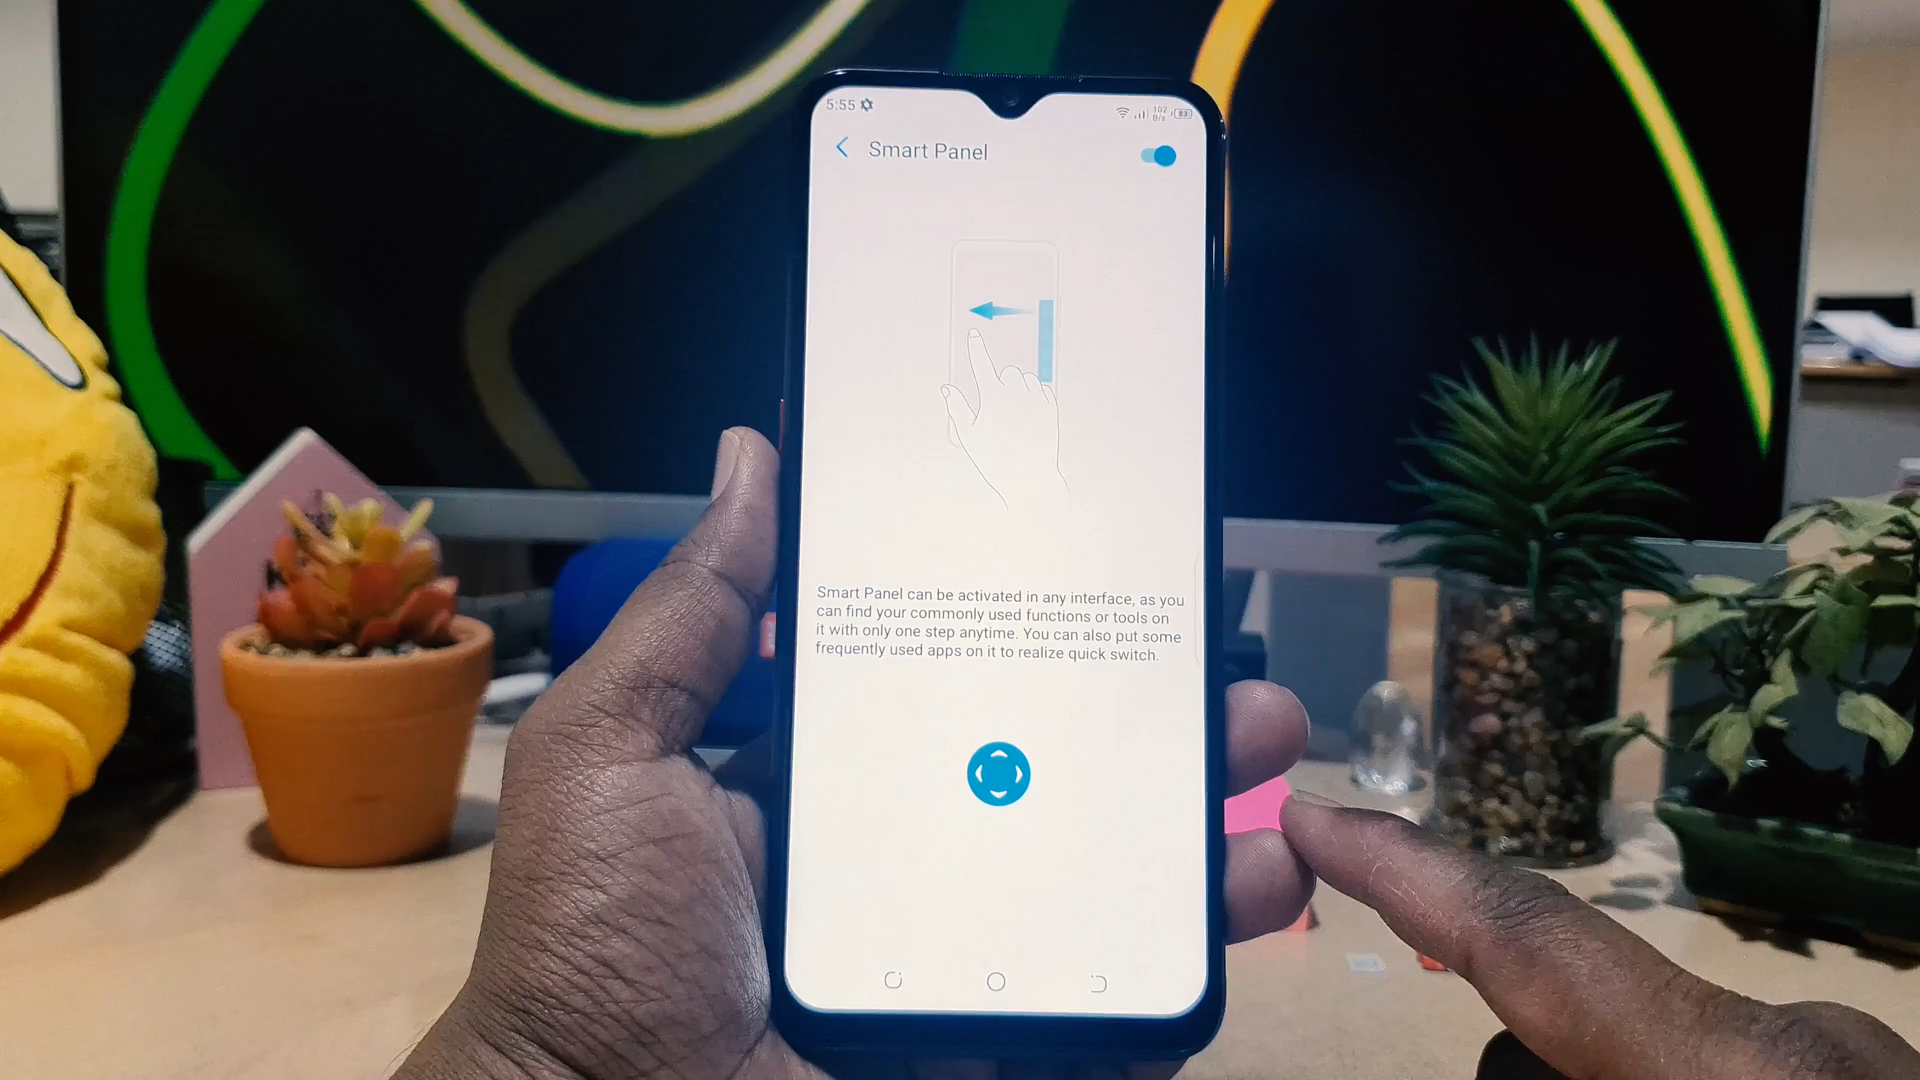 5:55
102
B/s
83
Smart Panel
Smart Panel can be activated in any interface, as you
can find your commonly used functions or tools on
it with only one step anytime. You can also put some
frequently used apps on it to realize quick switch.